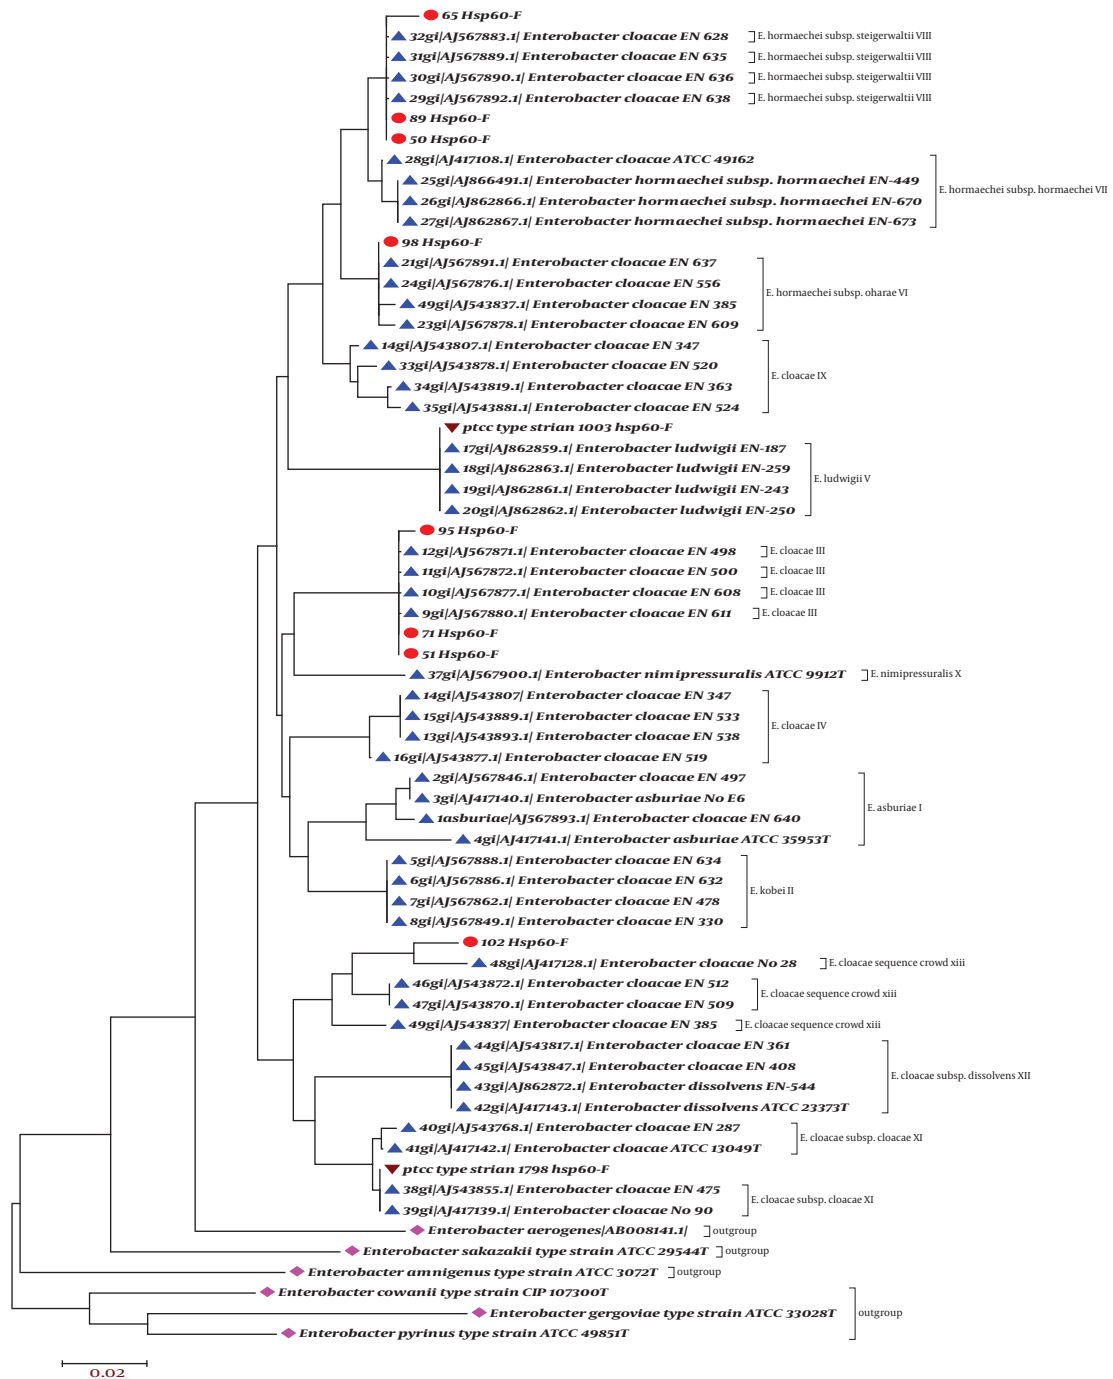 65 Hsp60-F
32gi|AJ567883.1| Enterobacter cloacae EN 628 E. hormaechei subsp. steigerwaltii VIII
31gi|AJ567889.1| Enterobacter cloacae EN 635 E. hormaechei subsp. steigerwaltii VIII
30gi|AJ567890.1| Enterobacter cloacae EN 636 E. hormaechei subsp. steigerwaltii VIII
29gi|AJ567892.1| Enterobacter cloacae EN 638 E. hormaechei subsp. steigerwaltii VIII
89 Hsp60-F
50 Hsp60-F
28gi|AJ417108.1| Enterobacter cloacae ATCC 49162
25gi|AJ866491.1| Enterobacter hormaechei subsp. hormaechei EN-449
E. hormaechei subsp. hormaechei VII
26gi|AJ862866.1| Enterobacter hormaechei subsp. hormaechei EN-670
27gi|AJ862867.1| Enterobacter hormaechei subsp. hormaechei EN-673
98 Hsp60-F
21gi|AJ567891.1| Enterobacter cloacae EN 637
24gi|AJ567876.1| Enterobacter cloacae EN 556
E. hormaechei subsp. oharae VI
49gi|AJ543837.1| Enterobacter cloacae EN 385
23gi|AJ567878.1| Enterobacter cloacae EN 609
14gi|AJ543807.1| Enterobacter cloacae EN 347
33gi|AJ543878.1| Enterobacter cloacae EN 520
E. cloacae IX
34gi|AJ543819.1| Enterobacter cloacae EN 363
35gi|AJ543881.1| Enterobacter cloacae EN 524
ptcc type strian 1003 hsp60-F
17gi|AJ862859.1| Enterobacter ludwigii EN-187
18gi|AJ862863.1| Enterobacter ludwigii EN-259
E. ludwigii V
19gi|AJ862861.1| Enterobacter ludwigii EN-243
20gi|AJ862862.1| Enterobacter ludwigii EN-250
95 Hsp60-F
12gi|AJ567871.1| Enterobacter cloacae EN 498 E. cloacae III
11gi|AJ567872.1| Enterobacter cloacae EN 500 E. cloacae III
10gi|AJ567877.1| Enterobacter cloacae EN 608 E. cloacae III
9gi|AJ567880.1| Enterobacter cloacae EN 611 E. cloacae III
71 Hsp60-F
51 Hsp60-F
37gi|AJ567900.1| Enterobacter nimipressuralis ATCC 9912T E. nimipressuralis X
14gi|AJ543807| Enterobacter cloacae EN 347
15gi|AJ543889.1| Enterobacter cloacae EN 533
E. cloacae IV
13gi|AJ543893.1| Enterobacter cloacae EN 538
16gi|AJ543877.1| Enterobacter cloacae EN 519
2gi|AJ567846.1| Enterobacter cloacae EN 497
3gi|AJ417140.1| Enterobacter asburiae No E6
E. asburiae I
1asburiae|AJ567893.1| Enterobacter cloacae EN 640
4gi|AJ417141.1| Enterobacter asburiae ATCC 35953T
5gi|AJ567888.1| Enterobacter cloacae EN 634
6gi|AJ567886.1| Enterobacter cloacae EN 632
E. kobei II
7gi|AJ567862.1| Enterobacter cloacae EN 478
8gi|AJ567849.1| Enterobacter cloacae EN 330
102 Hsp60-F
48gi|AJ417128.1| Enterobacter cloacae No 28 E. cloacae sequence crowd xiii
46gi|AJ543872.1| Enterobacter cloacae EN 512
E. cloacae sequence crowd xiii
47gi|AJ543870.1| Enterobacter cloacae EN 509
49gi|AJ543837| Enterobacter cloacae EN 385 E. cloacae sequence crowd xiii
44gi|AJ543817.1| Enterobacter cloacae EN 361
45gi|AJ543847.1| Enterobacter cloacae EN 408
E. cloacae subsp. dissolvens XII
43gi|AJ862872.1| Enterobacter dissolvens EN-544
42gi|AJ417143.1| Enterobacter dissolvens ATCC 23373T
40gi|AJ543768.1| Enterobacter cloacae EN 287
E. cloacae subsp. cloacae XI
41gi|AJ417142.1| Enterobacter cloacae ATCC 13049T
ptcc type strian 1798 hsp60-F
38gi|AJ543855.1| Enterobacter cloacae EN 475
E. cloacae subsp. cloacae XI
39gi|AJ417139.1| Enterobacter cloacae No 90
Enterobacter aerogenes|AB008141.1| outgroup
Enterobacter sakazakii type strain ATCC 29544T outgroup
Enterobacter amnigenus type strain ATCC 3072T outgroup
Enterobacter cowanii type strain CIP 107300T
Enterobacter gergoviae type strain ATCC 33028T outgroup
Enterobacter pyrinus type strain ATCC 49851T
0.02